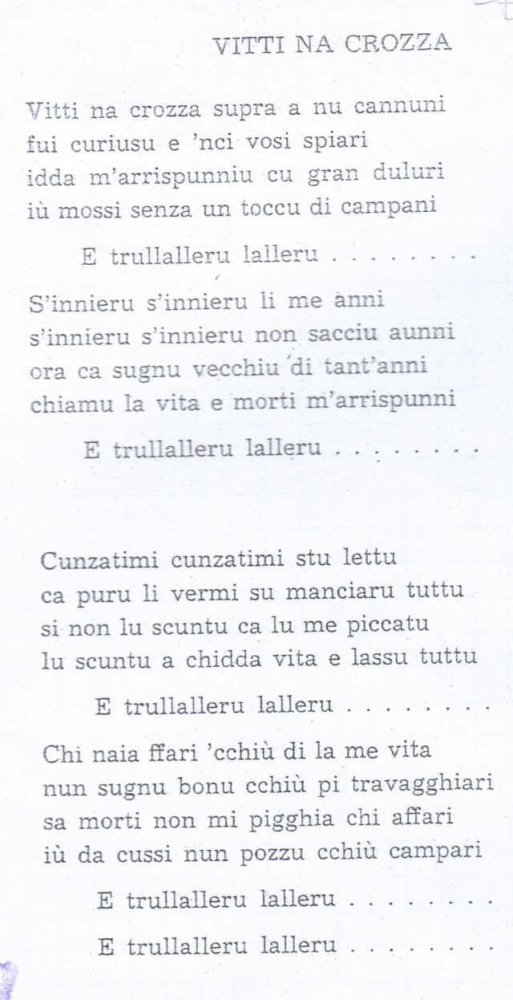 VITTI NA CROZZA
Vitti na crozza supra a nu cannuni
fui curiusu e 'nci vosi spiari
idda m'arrispunniu cu gran duluri
iù mossi senza un toccu di campani
E trullalleru lalleru . . . . . . . .
S'innieru s'innieru li me anni
s'innieru s'innieru non sacciu aunni
ora ca sugnu vecchiu di tant'anni
chiamu la vita e morti m'arrispunni
E trullalleru lalleru . . . . . . . .
Cunzatimi cunzatimi stu lettu
ca puru li vermi su manciaru tuttu
si non lu scuntu ca lu me piccatu
lu scuntu a chidda vita e lassu tuttu
E trullalleru lalleru . . . . . . . .
Chi naia ffari 'cchiù di la me vita
nun sugnu bonu cchiù pi travagghiari
sa morti non mi pigghia chi affari
iù da cussi nun pozzu cchiù campari
E trullalleru lalleru . . . . . . . .
E trullalleru lalleru . . . . . . . .